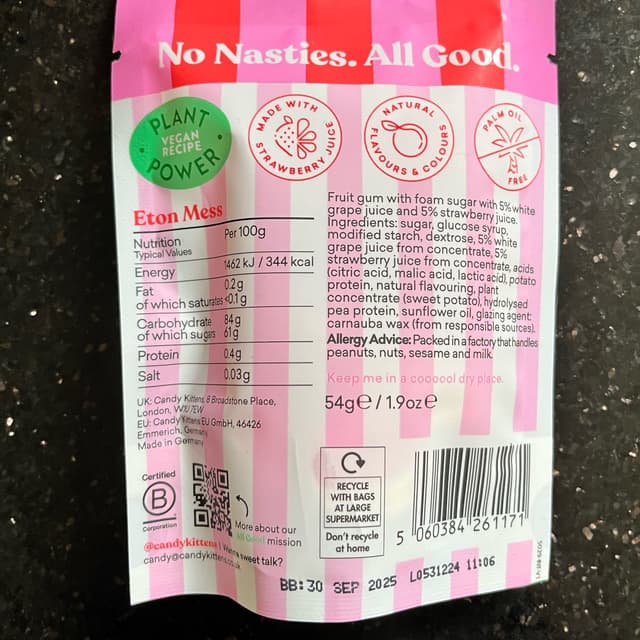 No Nasties. All Good.
PLANT POWER
VEGAN RECIPE
MADE WITH STRAWBERRY JUICE
NATURAL FLAVOURS & COLOURS
PALM OIL FREE
Eton Mess
Nutrition Per 100g
Typical Values
Energy 1462 kJ / 344 kcal
Fat 0.2g
of which saturates <0.1g
Carbohydrate 84g
of which sugars 61g
Protein 0.4g
Salt 0.03g
UK: Candy Kittens, 8 Broadstone Place,
London, W1U 7EW
EU: Candy Kittens EU GmbH, 46426
Emmerich, Germany
Made in Germany
Fruit gum with foam sugar with 5% white
grape juice and 5% strawberry juice.
Ingredients: sugar, glucose syrup,
modified starch, dextrose, 5% white
grape juice from concentrate, 5%
strawberry juice from concentrate, acids
(citric acid, malic acid, lactic acid), potato
protein, natural flavouring, plant
concentrate (sweet potato), hydrolysed
pea protein, sunflower oil, glazing agent:
carnauba wax (from responsible sources).
Allergy Advice: Packed in a factory that handles
peanuts, nuts, sesame and milk.
Keep me in a coooool dry place.
54g℮ / 1.9oz℮
Certified
B
Corporation
More about our
All Good mission
@candykittens | Wanna sweet talk?
candy@candykittens.co.uk
RECYCLE
WITH BAGS
AT LARGE
SUPERMARKET
Don't recycle
at home
5 060384 261171
BB:30 SEP 2025 L0531224 11:06